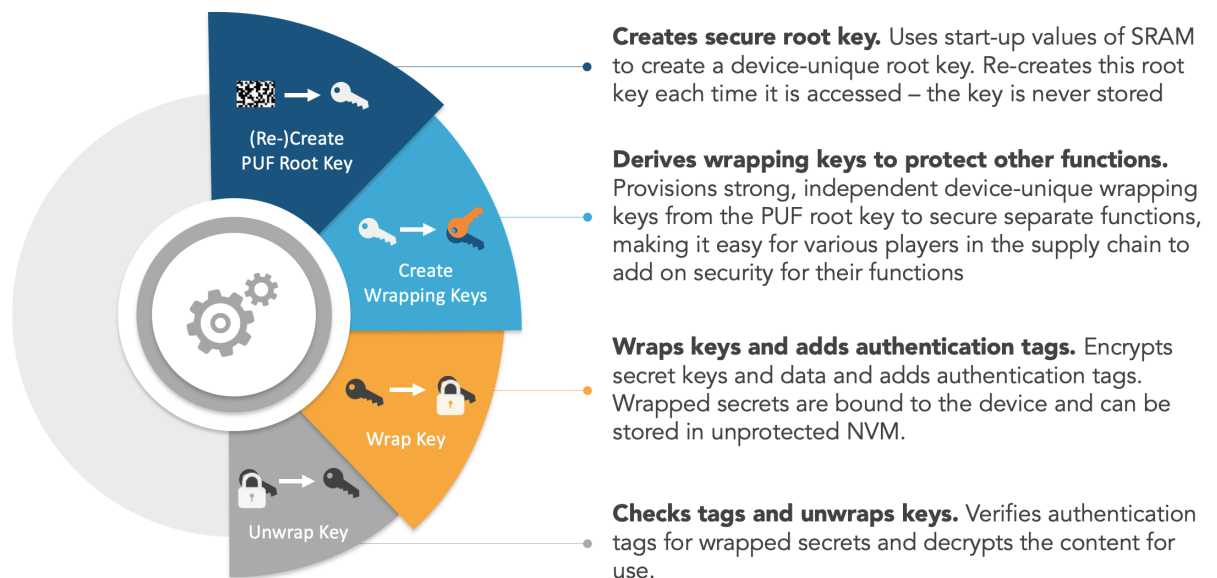 (Re-)Create
PUF Root Key
Create
Wrapping Keys
Wrap Key
Unwrap Key
Creates secure root key. Uses start-up values of SRAM
to create a device-unique root key. Re-creates this root
key each time it is accessed – the key is never stored
Derives wrapping keys to protect other functions.
Provisions strong, independent device-unique wrapping
keys from the PUF root key to secure separate functions,
making it easy for various players in the supply chain to
add on security for their functions
Wraps keys and adds authentication tags. Encrypts
secret keys and data and adds authentication tags.
Wrapped secrets are bound to the device and can be
stored in unprotected NVM.
Checks tags and unwraps keys. Verifies authentication
tags for wrapped secrets and decrypts the content for
use.